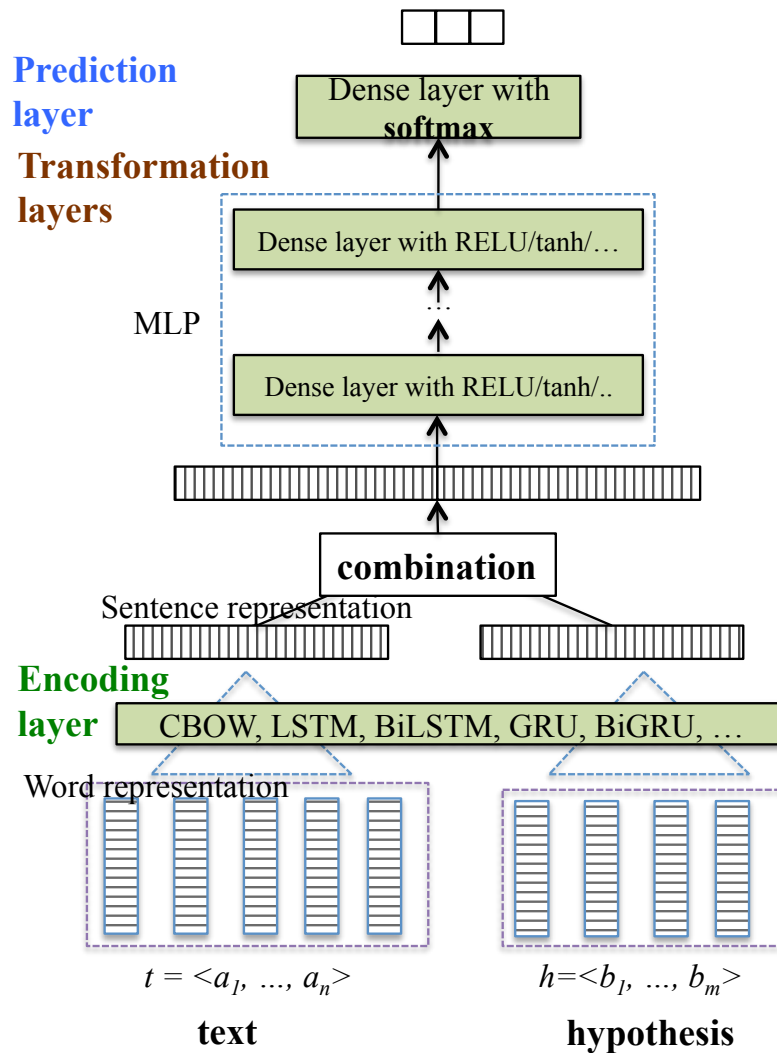 Prediction
layer
Dense layer with
softmax
Transformation
layers
Dense layer with RELU/tanh/…
MLP
…
Dense layer with RELU/tanh/..
combination
Sentence representation
Encoding
layer
CBOW, LSTM, BiLSTM, GRU, BiGRU, …
Word representation
t = <a₁, …, aₙ>
h=<b₁, …, bₘ>
text
hypothesis